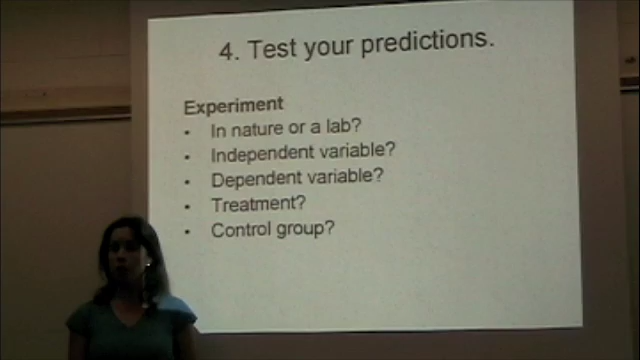 4. Test your predictions.
Experiment
• In nature or a lab?
• Independent variable?
• Dependent variable?
• Treatment?
• Control group?